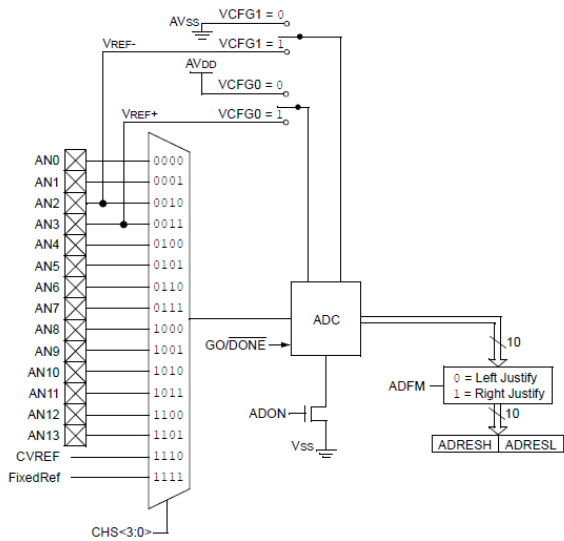 AVSS
VCFG1 = 0
VREF-
VCFG1 = 1
AVDD
VCFG0 = 0
VREF+
VCFG0 = 1
AN0
0000
AN1
0001
AN2
0010
AN3
0011
AN4
0100
AN5
0101
AN6
0110
AN7
0111
AN8
1000
AN9
1001
AN10
1010
AN11
1011
AN12
1100
AN13
1101
CVREF
1110
FixedRef
1111
CHS<3:0>
ADC
GO/DONE
ADON
VSS
10
ADFM
0 = Left Justify
1 = Right Justify
10
ADRESH
ADRESL